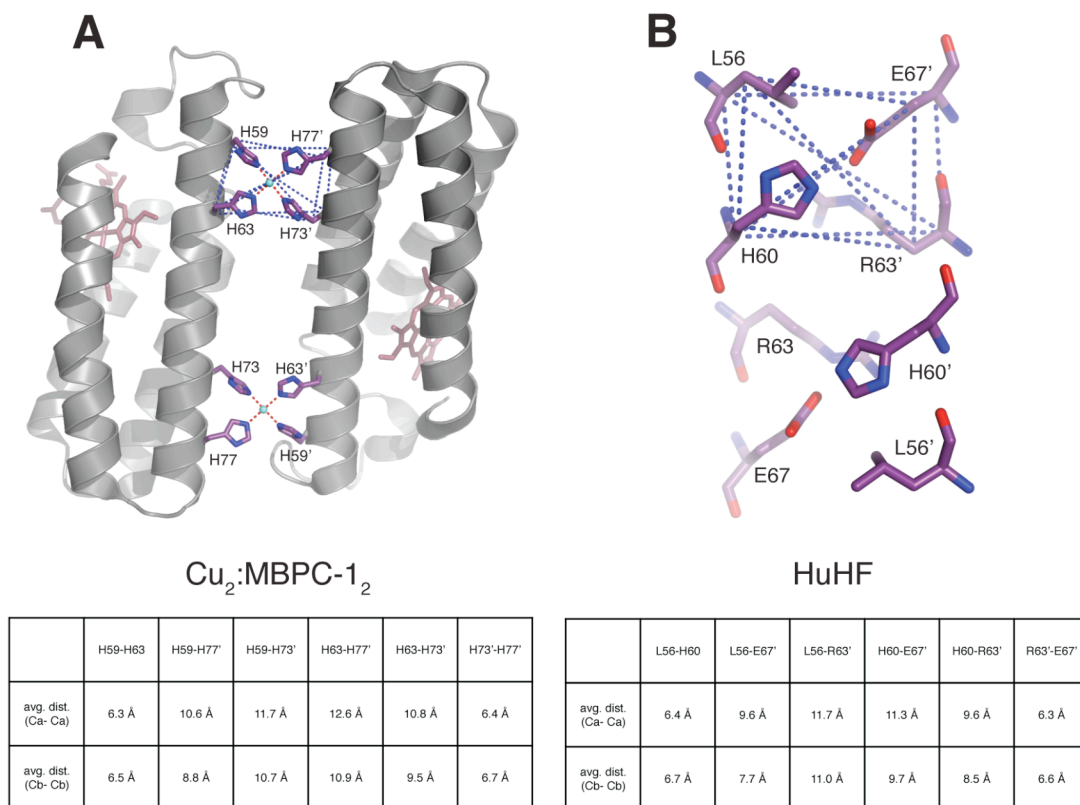 A
H59 H77'
H63 H73'
H73 H63'
H77 H59'
B
L56 E67'
H60 R63'
R63 H60'
E67 L56'
Cu2:MBPC-12
H59-H63 H59-H77' H59-H73' H63-H77' H63-H73' H73'-H77'
avg. dist.
(Ca- Ca) 6.3 Å 10.6 Å 11.7 Å 12.6 Å 10.8 Å 6.4 Å
avg. dist.
(Cb- Cb) 6.5 Å 8.8 Å 10.7 Å 10.9 Å 9.5 Å 6.7 Å
HuHF
L56-H60 L56-E67' L56-R63' H60-E67' H60-R63' R63'-E67'
avg. dist.
(Ca- Ca) 6.4 Å 9.6 Å 11.7 Å 11.3 Å 9.6 Å 6.3 Å
avg. dist.
(Cb- Cb) 6.7 Å 7.7 Å 11.0 Å 9.7 Å 8.5 Å 6.6 Å